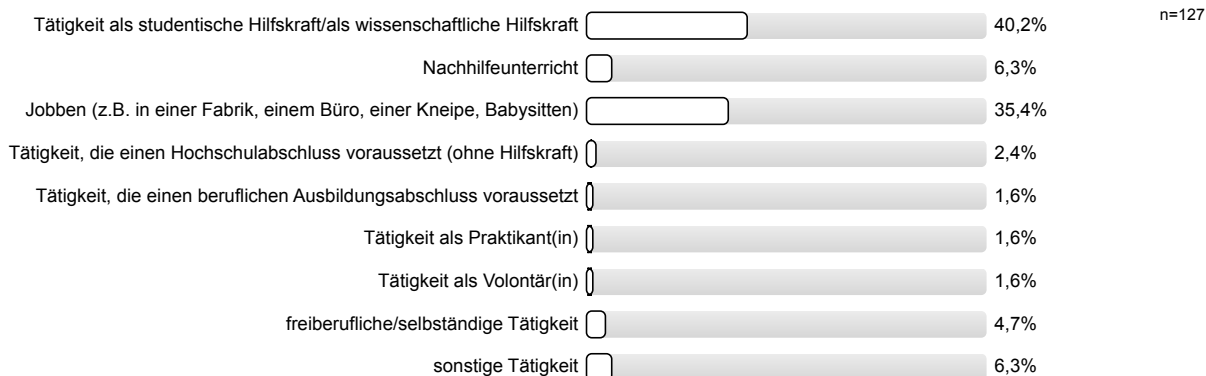 Tätigkeit als studentische Hilfskraft/als wissenschaftliche Hilfskraft 40,2% n=127
Nachhilfeunterricht 6,3%
Jobben (z.B. in einer Fabrik, einem Büro, einer Kneipe, Babysitten) 35,4%
Tätigkeit, die einen Hochschulabschluss voraussetzt (ohne Hilfskraft) 2,4%
Tätigkeit, die einen beruflichen Ausbildungsabschluss voraussetzt 1,6%
Tätigkeit als Praktikant(in) 1,6%
Tätigkeit als Volontär(in) 1,6%
freiberufliche/selbständige Tätigkeit 4,7%
sonstige Tätigkeit 6,3%